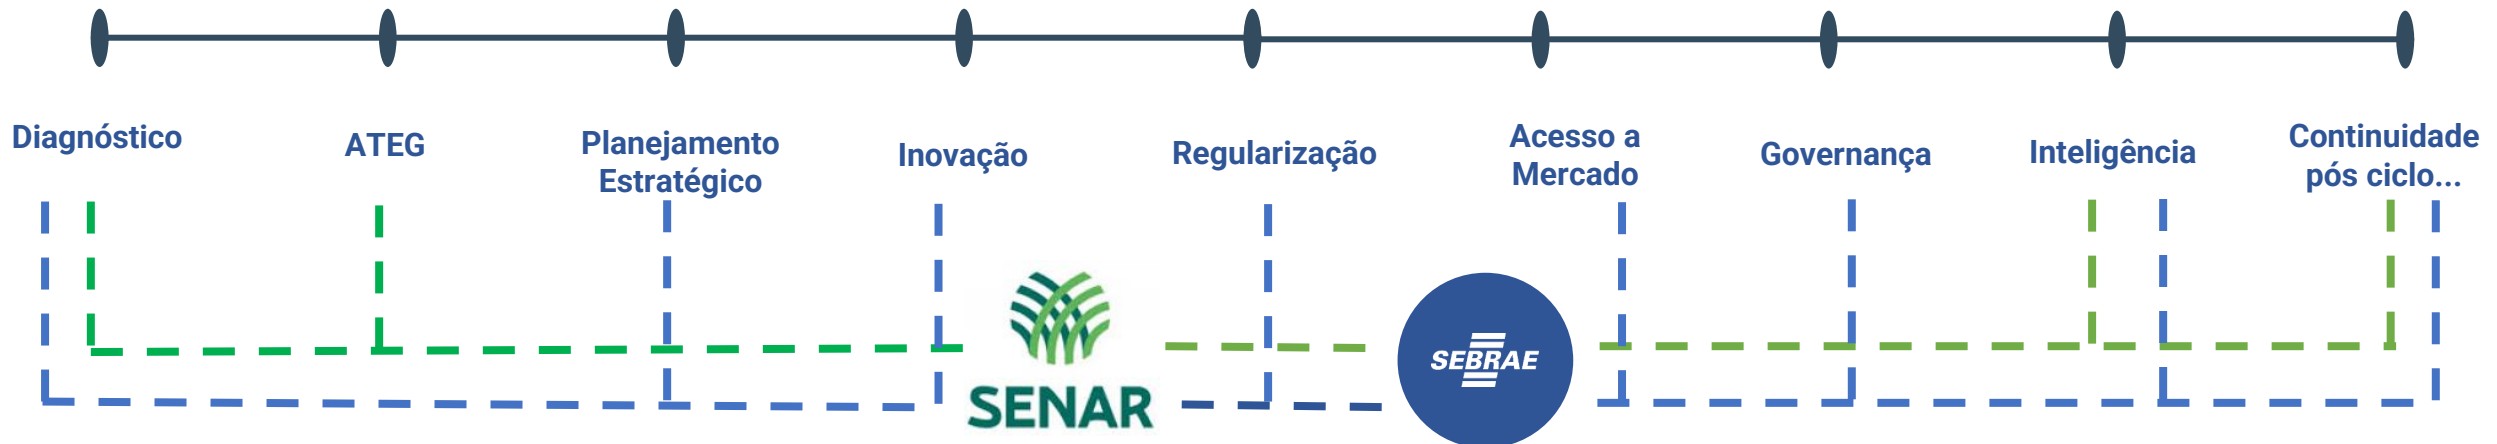 Diagnóstico
ATEG
Planejamento
Estratégico
Inovação
Regularização
Acesso a
Mercado
Governança
Inteligência
Continuidade
pós ciclo...
SENAR
SEBRAE